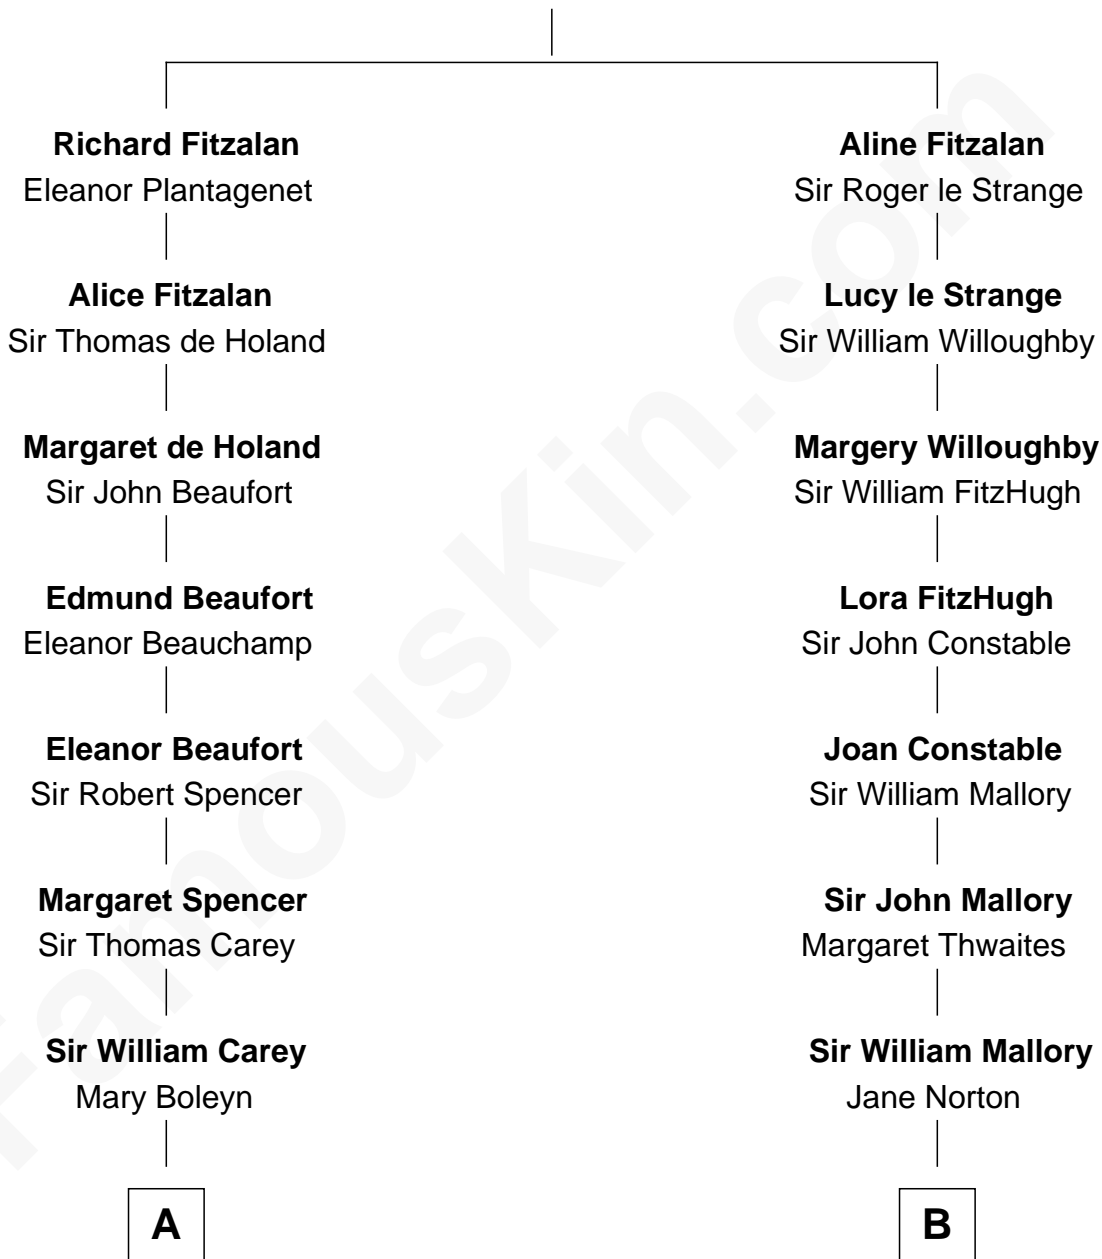 Richard Fitzalan
Eleanor Plantagenet
Alice Fitzalan
Sir Thomas de Holand
Margaret de Holand
Sir John Beaufort
Edmund Beaufort
Eleanor Beauchamp
Eleanor Beaufort
Sir Robert Spencer
Margaret Spencer
Sir Thomas Carey
Sir William Carey
Mary Boleyn
A
Aline Fitzalan
Sir Roger le Strange
Lucy le Strange
Sir William Willoughby
Margery Willoughby
Sir William FitzHugh
Lora FitzHugh
Sir John Constable
Joan Constable
Sir William Mallory
Sir John Mallory
Margaret Thwaites
Sir William Mallory
Jane Norton
B
FamousKin.com